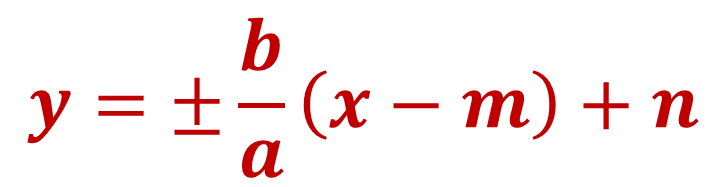 y = ± b/a (x − m) + n